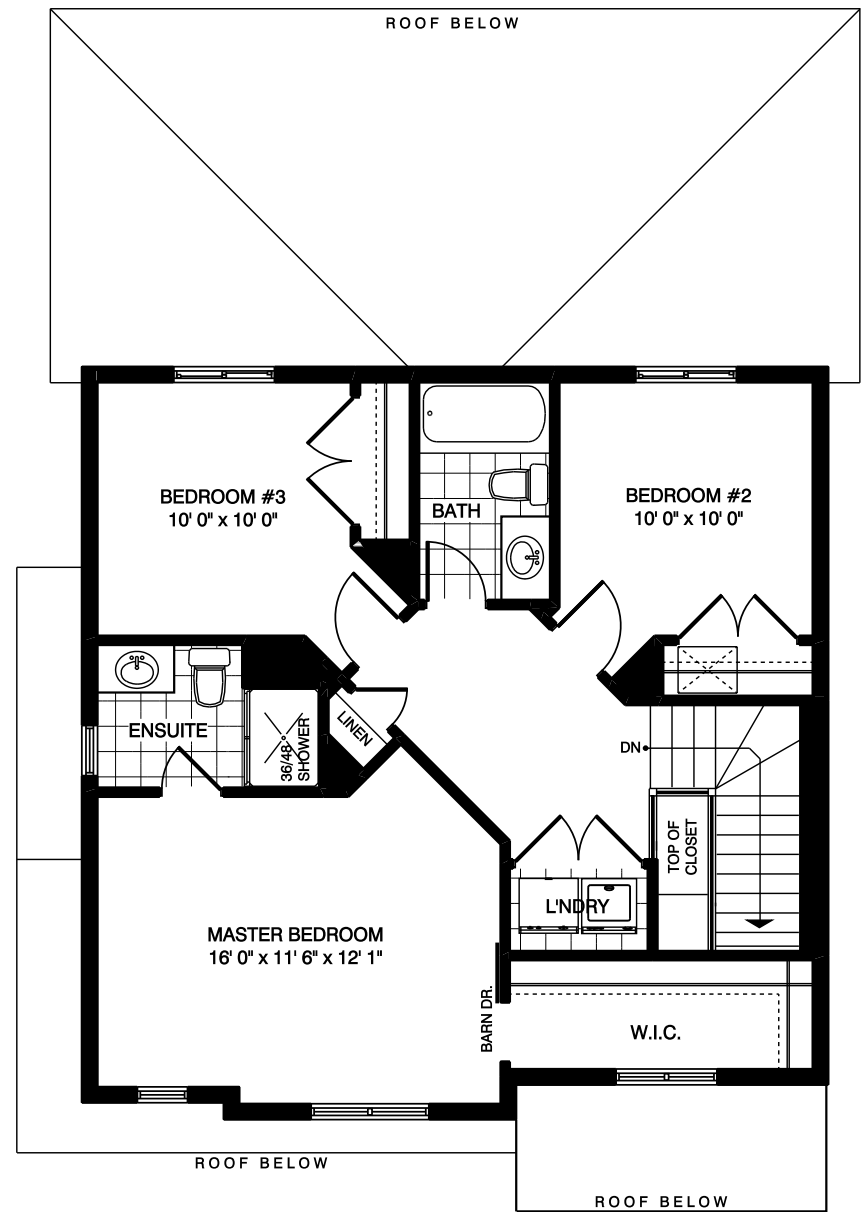 ROOF BELOW
BEDROOM #3
10' 0" x 10' 0"
BATH
BEDROOM #2
10' 0" x 10' 0"
ENSUITE
36/48
SHOWER
LINEN
DN
TOP OF
CLOSET
L'NDRY
MASTER BEDROOM
16' 0" x 11' 6" x 12' 1"
BARN DR.
W.I.C.
ROOF BELOW
ROOF BELOW